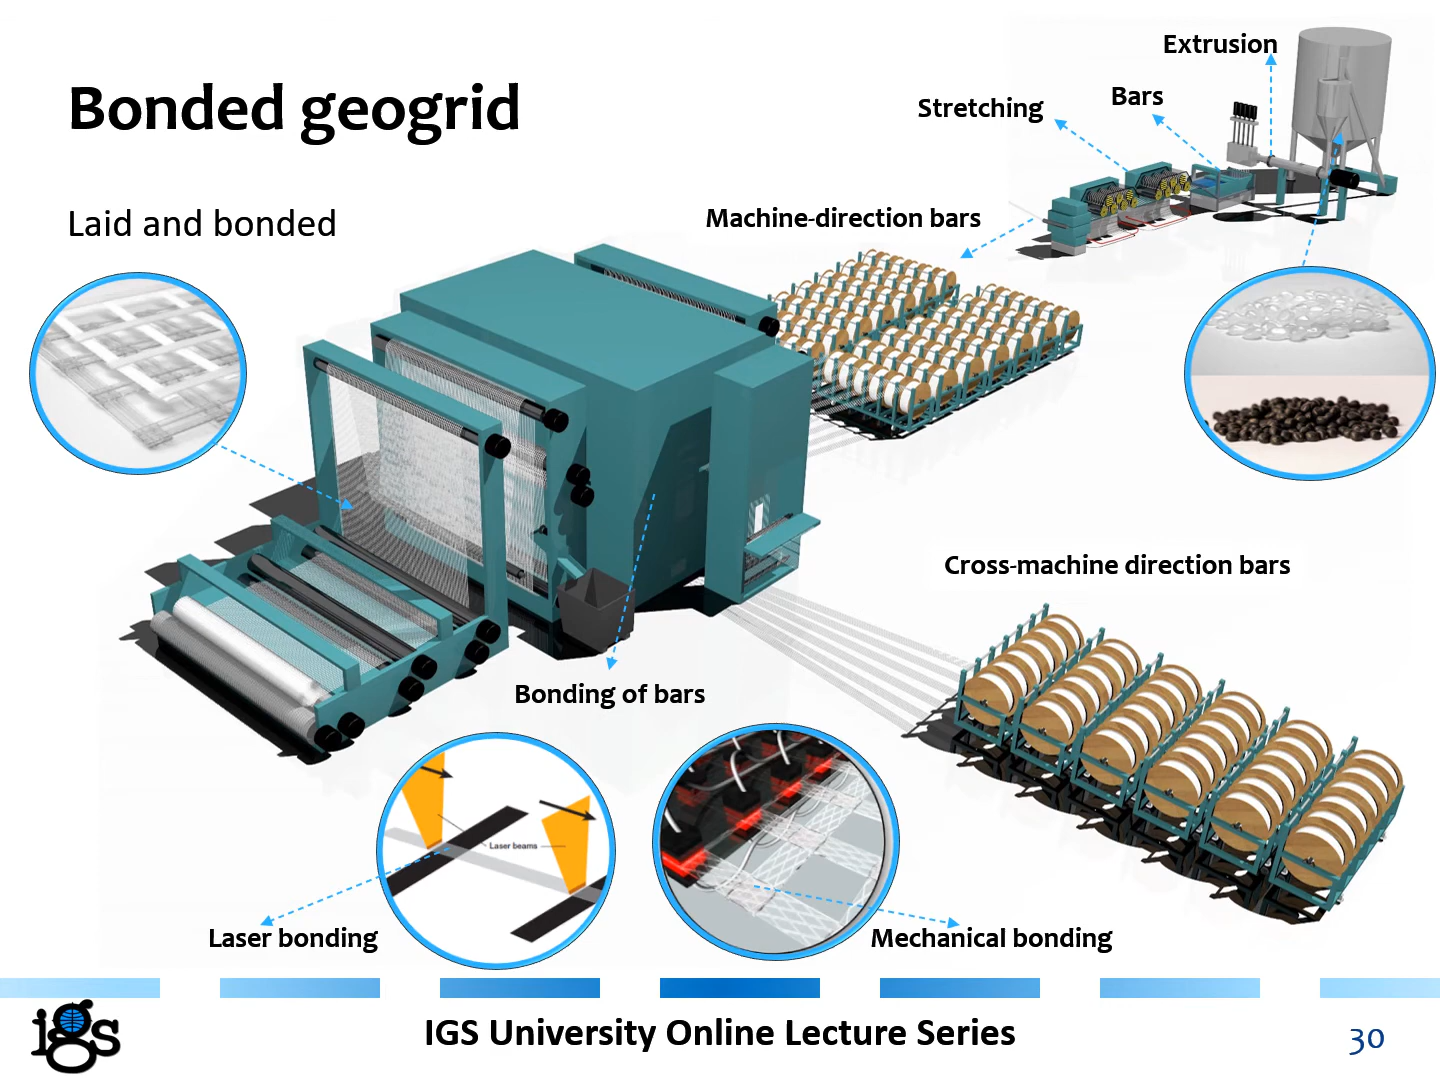 Extrusion
Bonded geogrid
Stretching
Bars
Laid and bonded
Machine-direction bars
Cross-machine direction bars
Bonding of bars
Laser beams
Laser bonding
Mechanical bonding
igs
IGS University Online Lecture Series
30